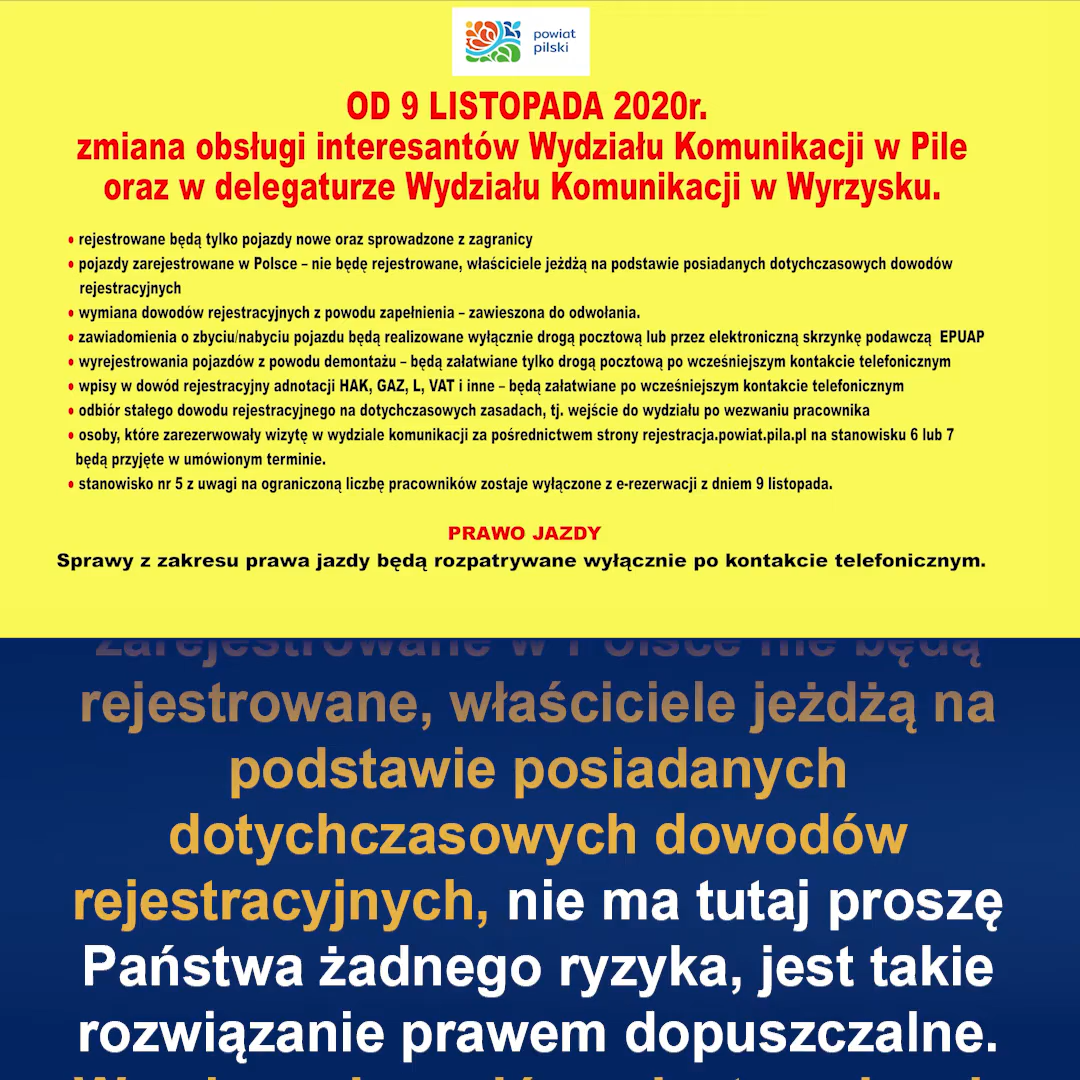 powiat
pilski
OD 9 LISTOPADA 2020r.
zmiana obsługi interesantów Wydziału Komunikacji w Pile
oraz w delegaturze Wydziału Komunikacji w Wyrzysku.
• rejestrowane będą tylko pojazdy nowe oraz sprowadzone z zagranicy
• pojazdy zarejestrowane w Polsce – nie będę rejestrowane, właściciele jeżdżą na podstawie posiadanych dotychczasowych dowodów
rejestracyjnych
• wymiana dowodów rejestracyjnych z powodu zapełnienia – zawieszona do odwołania.
• zawiadomienia o zbyciu/nabyciu pojazdu będą realizowane wyłącznie drogą pocztową lub przez elektroniczną skrzynkę podawczą EPUAP
• wyrejestrowania pojazdów z powodu demontażu – będą załatwiane tylko drogą pocztową po wcześniejszym kontakcie telefonicznym
• wpisy w dowód rejestracyjny adnotacji HAK, GAZ, L, VAT i inne – będą załatwiane po wcześniejszym kontakcie telefonicznym
• odbiór stałego dowodu rejestracyjnego na dotychczasowych zasadach, tj. wejście do wydziału po wezwaniu pracownika
• osoby, które zarezerwowały wizytę w wydziale komunikacji za pośrednictwem strony rejestracja.powiat.pila.pl na stanowisku 6 lub 7
będą przyjęte w umówionym terminie.
• stanowisko nr 5 z uwagi na ograniczoną liczbę pracowników zostaje wyłączone z e-rezerwacji z dniem 9 listopada.
PRAWO JAZDY
Sprawy z zakresu prawa jazdy będą rozpatrywane wyłącznie po kontakcie telefonicznym.
zarejestrowane w Polsce nie będą
rejestrowane, właściciele jeżdżą na
podstawie posiadanych
dotychczasowych dowodów
rejestracyjnych, nie ma tutaj proszę
Państwa żadnego ryzyka, jest takie
rozwiązanie prawem dopuszczalne.